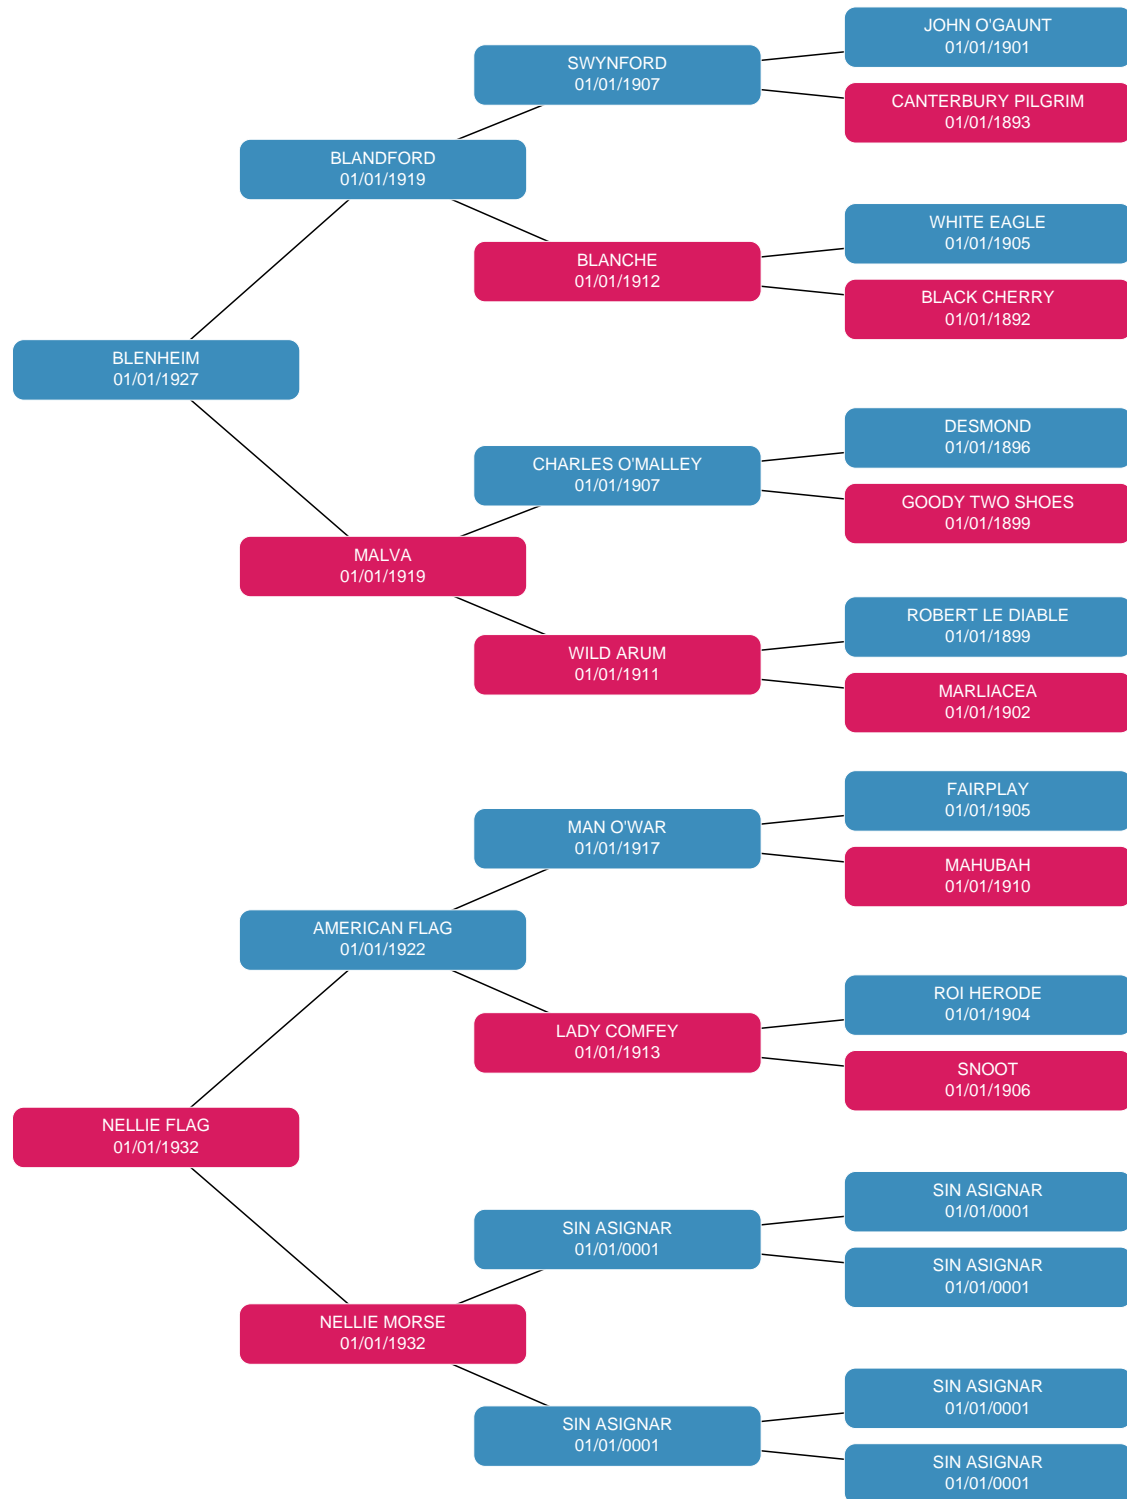 JOHN O'GAUNT
01/01/1901
SWYNFORD
01/01/1907
CANTERBURY PILGRIM
01/01/1893
BLANDFORD
01/01/1919
WHITE EAGLE
01/01/1905
BLANCHE
01/01/1912
BLACK CHERRY
01/01/1892
BLENHEIM
01/01/1927
DESMOND
01/01/1896
CHARLES O'MALLEY
01/01/1907
GOODY TWO SHOES
01/01/1899
MALVA
01/01/1919
ROBERT LE DIABLE
01/01/1899
WILD ARUM
01/01/1911
MARLIACEA
01/01/1902
FAIRPLAY
01/01/1905
MAN O'WAR
01/01/1917
MAHUBAH
01/01/1910
AMERICAN FLAG
01/01/1922
ROI HERODE
01/01/1904
LADY COMFEY
01/01/1913
SNOOT
01/01/1906
NELLIE FLAG
01/01/1932
SIN ASIGNAR
01/01/0001
SIN ASIGNAR
01/01/0001
SIN ASIGNAR
01/01/0001
NELLIE MORSE
01/01/1932
SIN ASIGNAR
01/01/0001
SIN ASIGNAR
01/01/0001
SIN ASIGNAR
01/01/0001